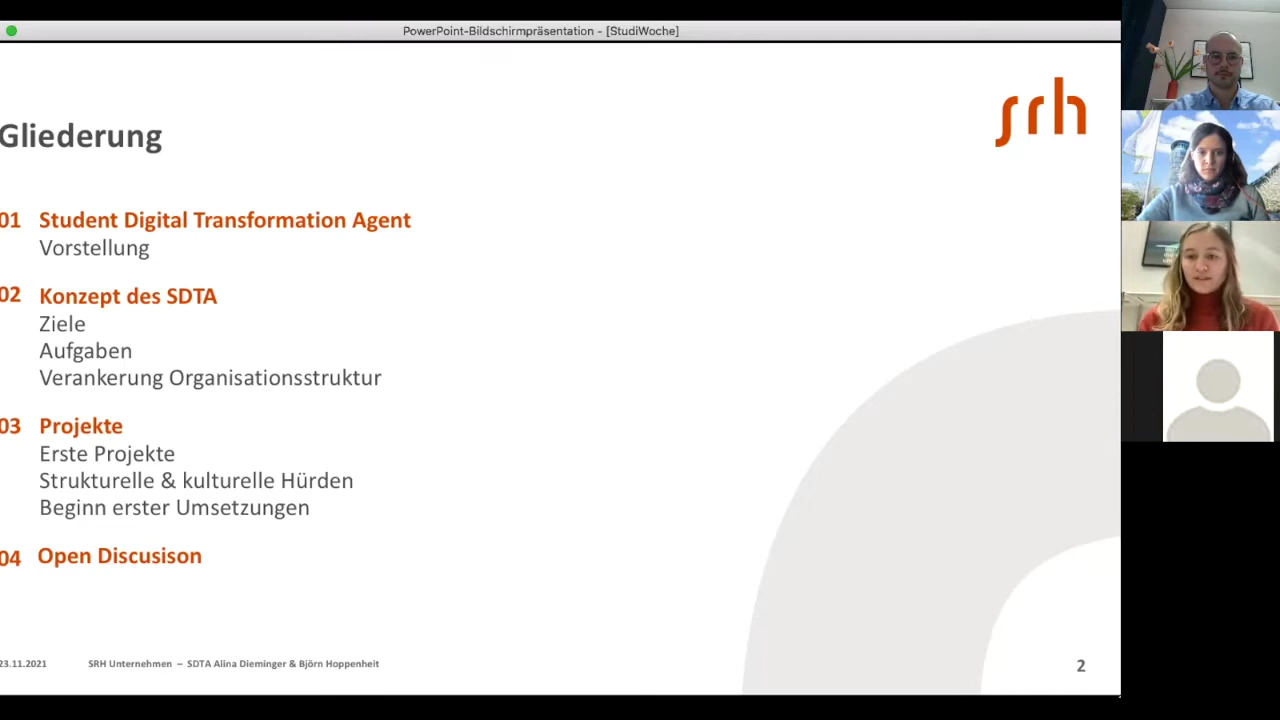 PowerPoint-Bildschirmpräsentation - [StudiWoche]
srh
Gliederung
01 Student Digital Transformation Agent
Vorstellung
02 Konzept des SDTA
Ziele
Aufgaben
Verankerung Organisationsstruktur
03 Projekte
Erste Projekte
Strukturelle & kulturelle Hürden
Beginn erster Umsetzungen
04 Open Discusison
23.11.2021 SRH Unternehmen – SDTA Alina Dieminger & Björn Hoppenheit
2